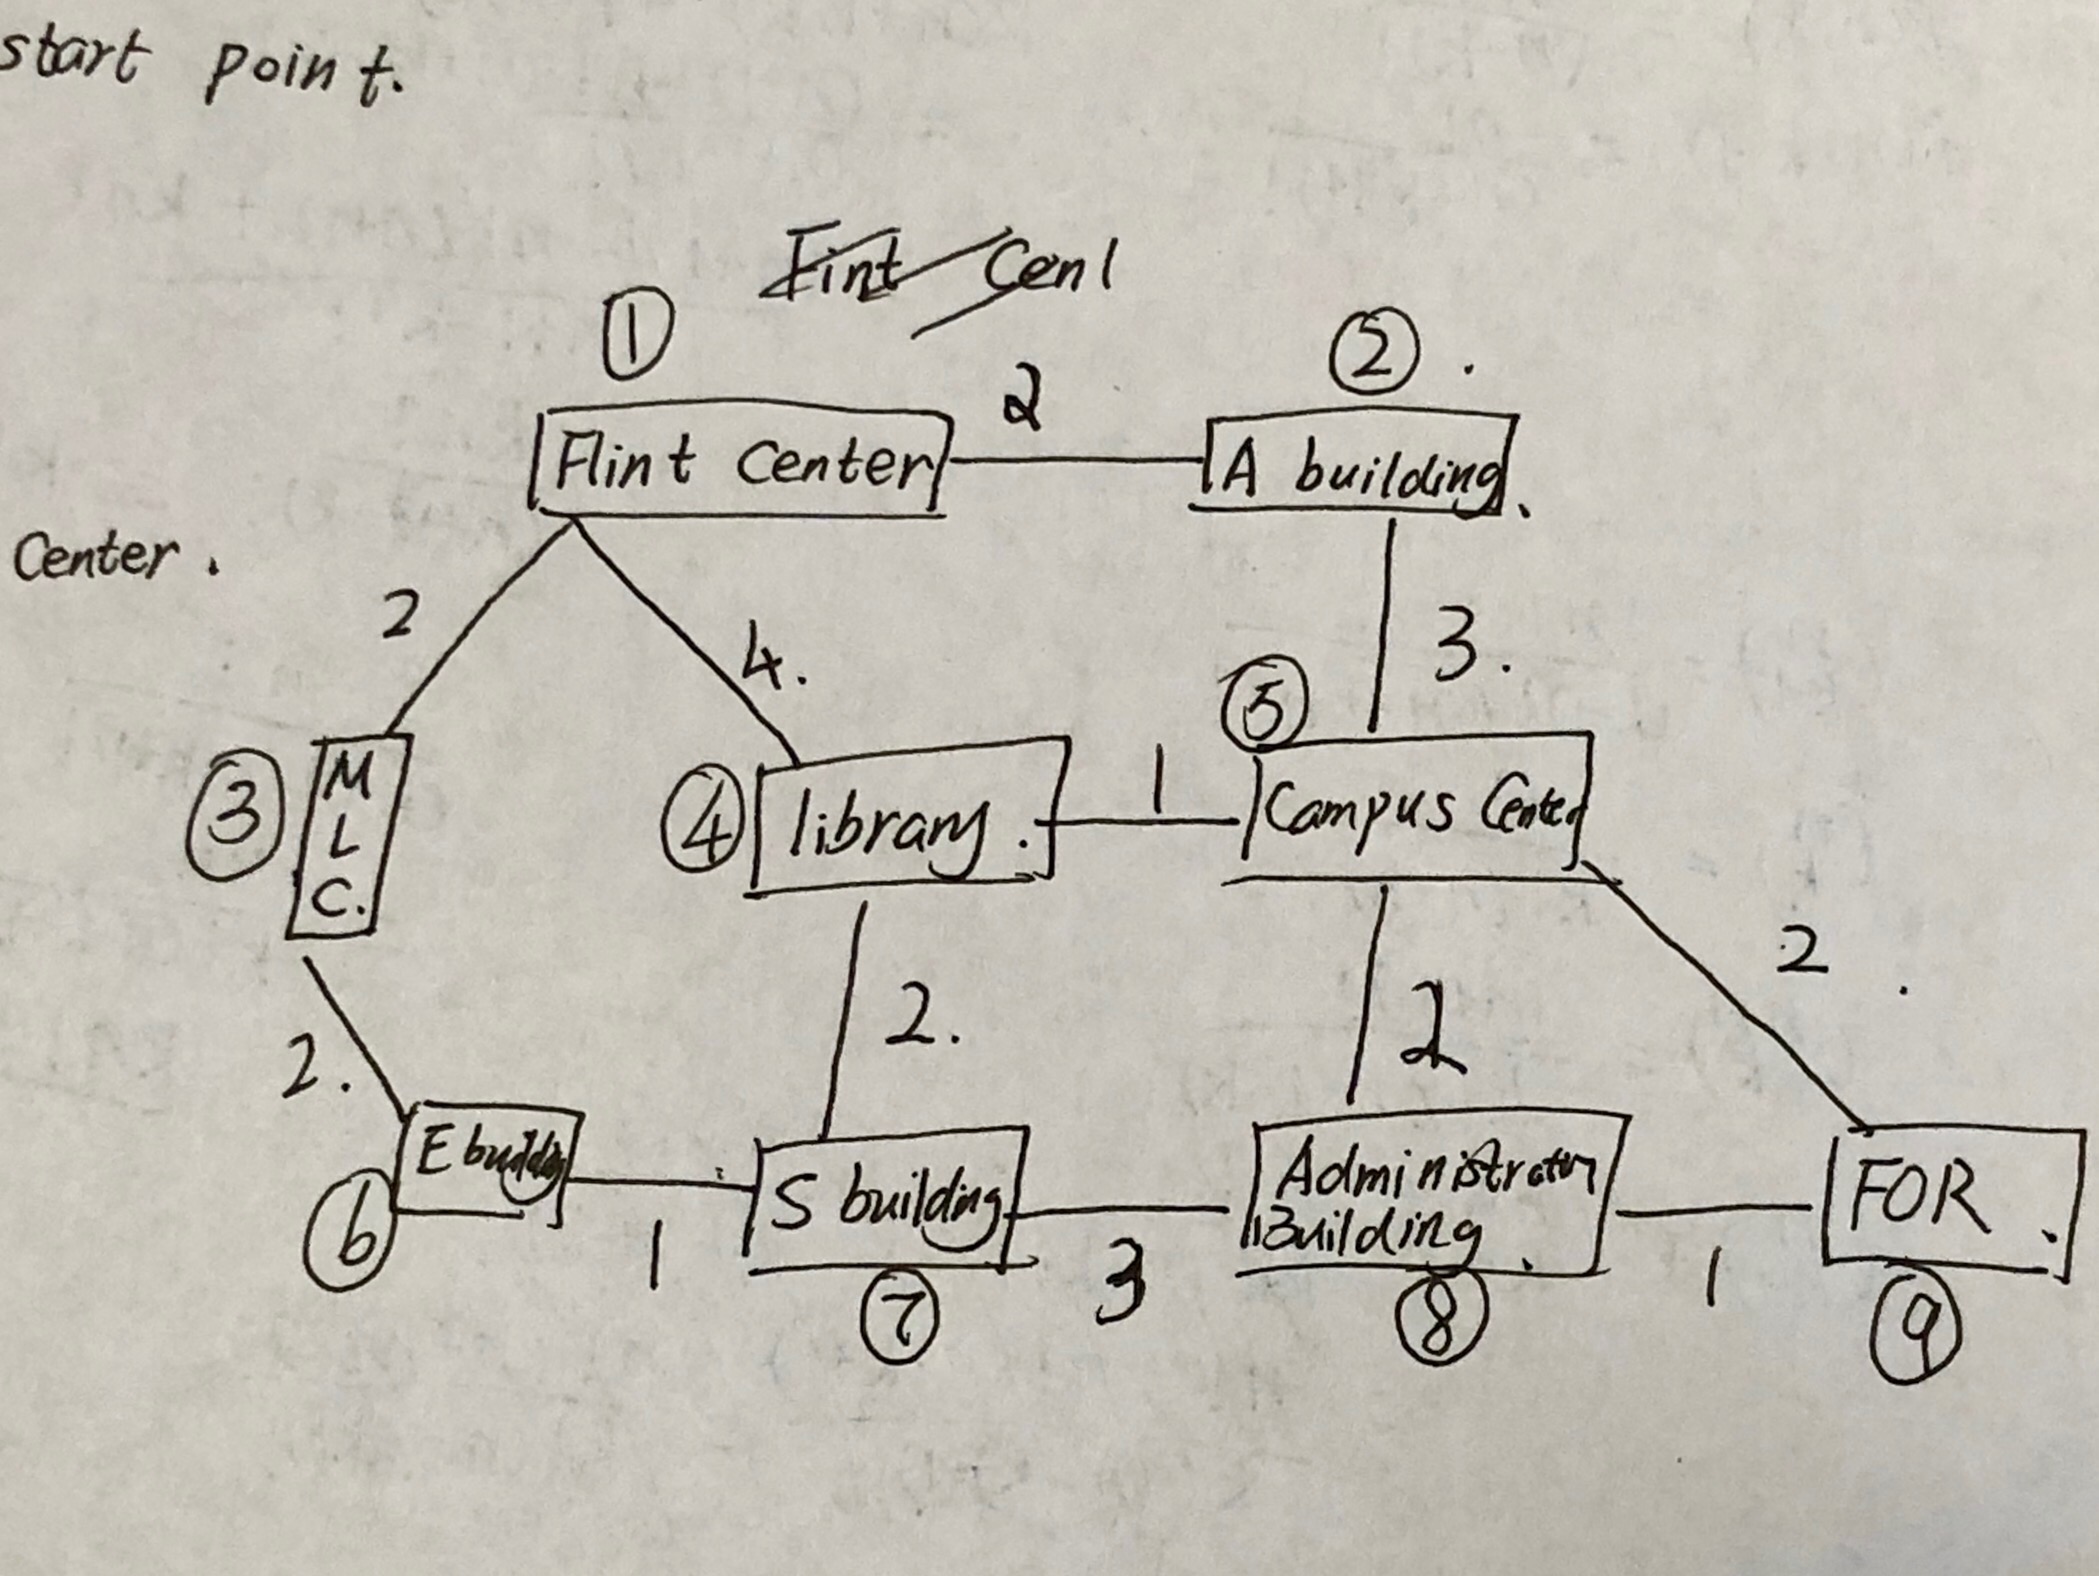 start point.
Fint Cen
1
2
2
Flint Center
A building.
Center.
2
4.
3.
5
M
L
C.
3
4
library.
1
Campus Center
2
2.
2.
2
E building
6
1
S building
3
Administration
Building.
1
FOR.
7
8
9